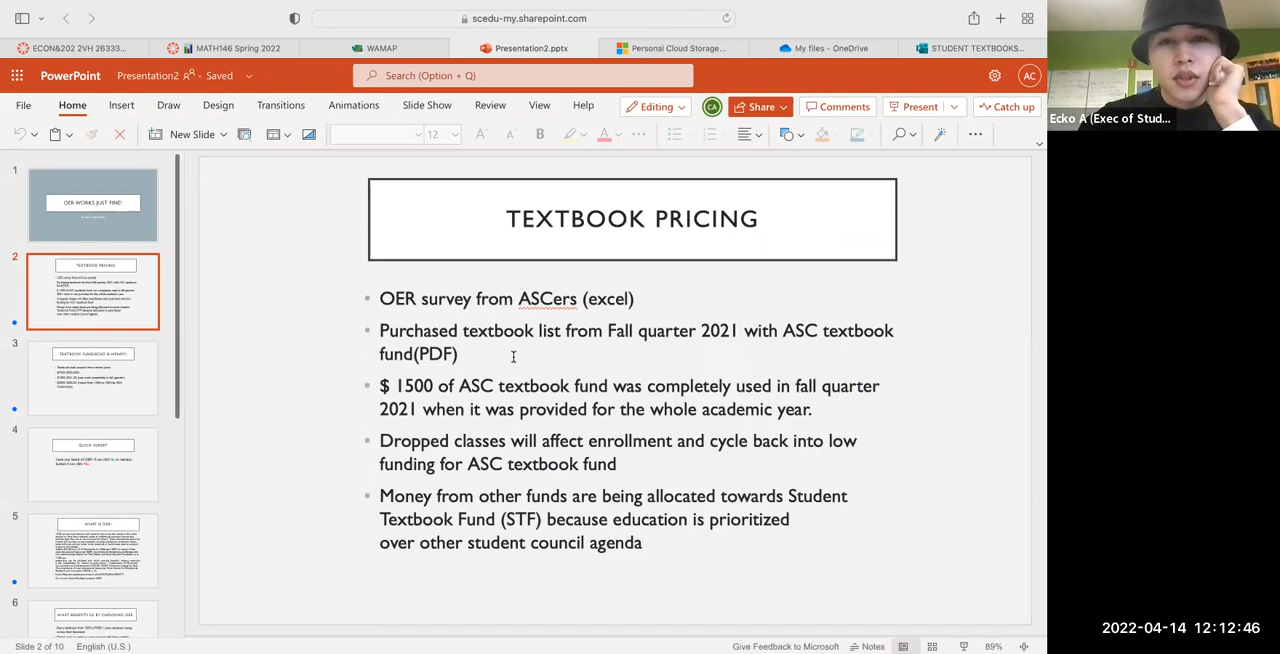 scedu-my.sharepoint.com
ECON&202 2VH 26333...
MATH146 Spring 2022
WAMAP
Presentation2.pptx
Personal Cloud Storage...
My files - OneDrive
STUDENT TEXTBOOKS...
PowerPoint
Presentation2
- Saved
Search (Option + Q)
AC
File
Home
Insert
Draw
Design
Transitions
Animations
Slide Show
Review
View
Help
Editing
CA
Share
Comments
Present
Catch up
New Slide
12
Ecko A (Exec of Stud...
1
OER WORKS JUST FINE!
2
TEXTBOOK PRICING
3
4
QUICK SURVEY
5
WHAT IS OER?
6
WHAT BENEFITS US BY CHOOSING OER
TEXTBOOK PRICING
• OER survey from ASCers (excel)
• Purchased textbook list from Fall quarter 2021 with ASC textbook
fund(PDF)
• $ 1500 of ASC textbook fund was completely used in fall quarter
2021 when it was provided for the whole academic year.
• Dropped classes will affect enrollment and cycle back into low
funding for ASC textbook fund
• Money from other funds are being allocated towards Student
Textbook Fund (STF) because education is prioritized
over other student council agenda
Slide 2 of 10
English (U.S.)
Give Feedback to Microsoft
Notes
89%
2022-04-14 12:12:46